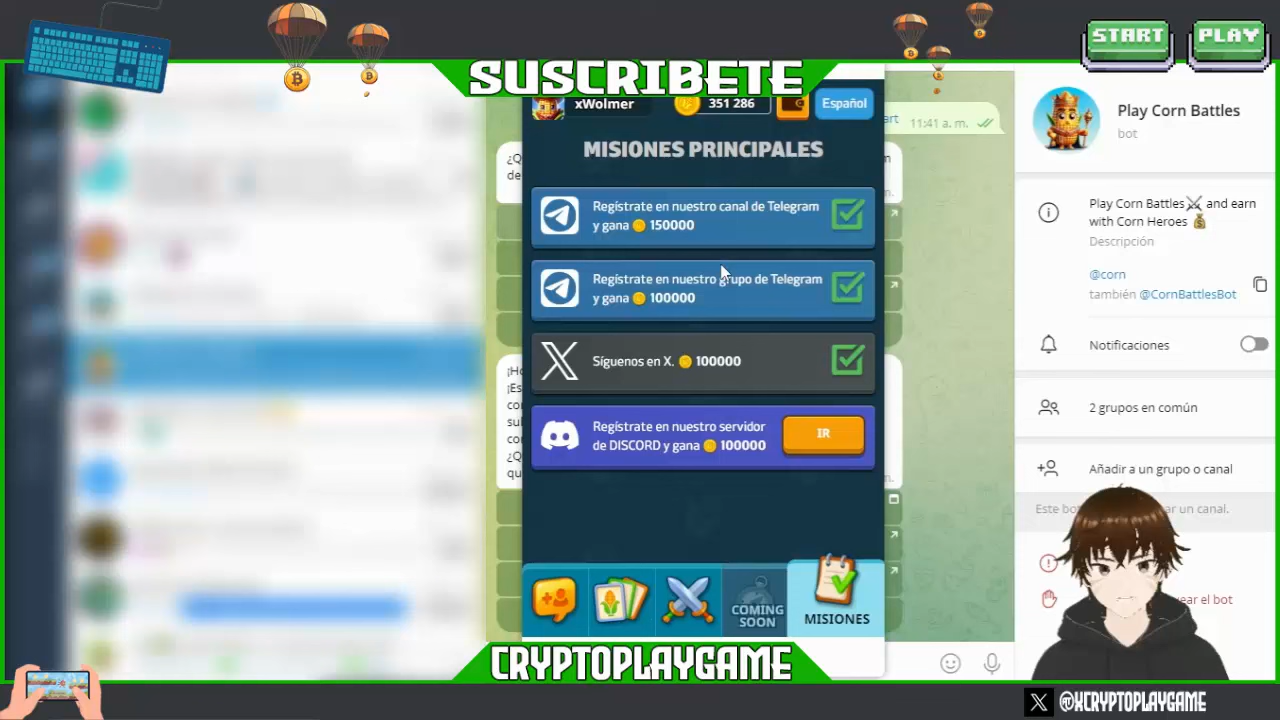 START
PLAY
SUSCRIBETE
xWolmer
351 286
Español
11:41 a. m.
Play Corn Battles
bot
MISIONES PRINCIPALES
Regístrate en nuestro canal de Telegram
y gana 150000
Regístrate en nuestro grupo de Telegram
y gana 100000
Síguenos en X. 100000
Regístrate en nuestro servidor
de DISCORD y gana 100000
IR
Play Corn Battles⚔ and earn
with Corn Heroes 💰
Descripción
@corn
también @CornBattlesBot
Notificaciones
2 grupos en común
Añadir a un grupo o canal
un canal.
el bot
COMING
SOON
MISIONES
CRYPTOPLAYGAME
X @XCRYPTOPLAYGAME